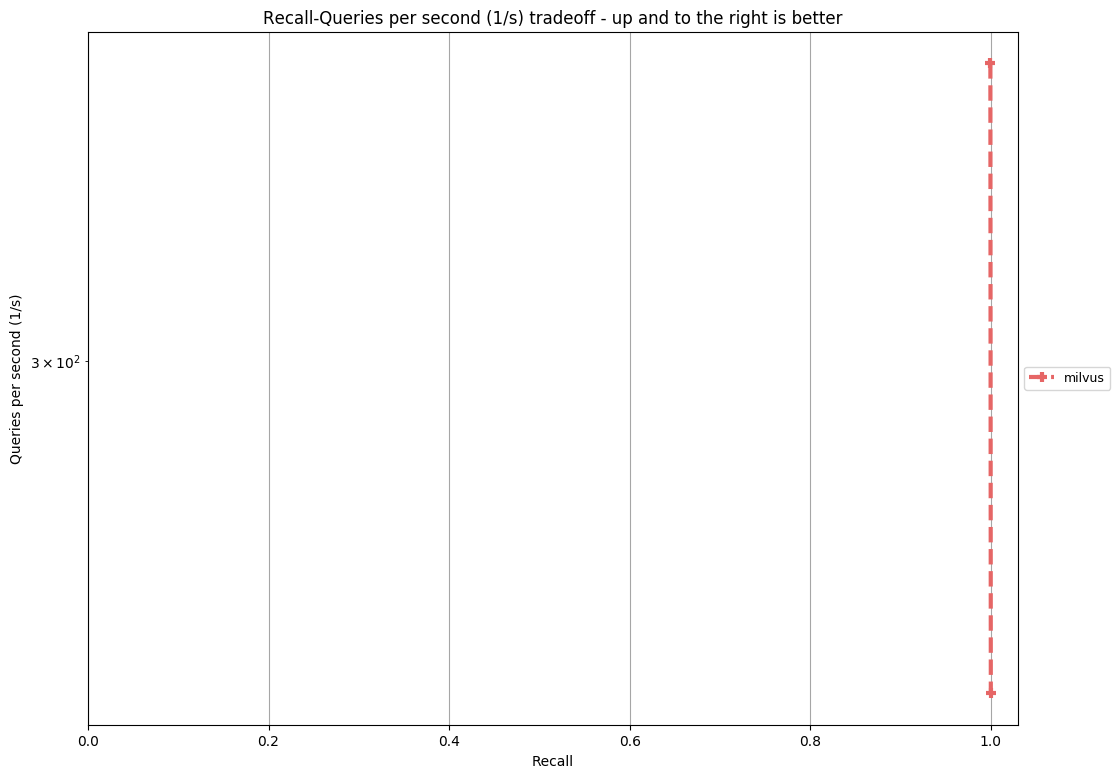 Recall-Queries per second (1/s) tradeoff - up and to the right is better
Queries per second (1/s)
3 × 10²
milvus
0.0 0.2 0.4 0.6 0.8 1.0
Recall